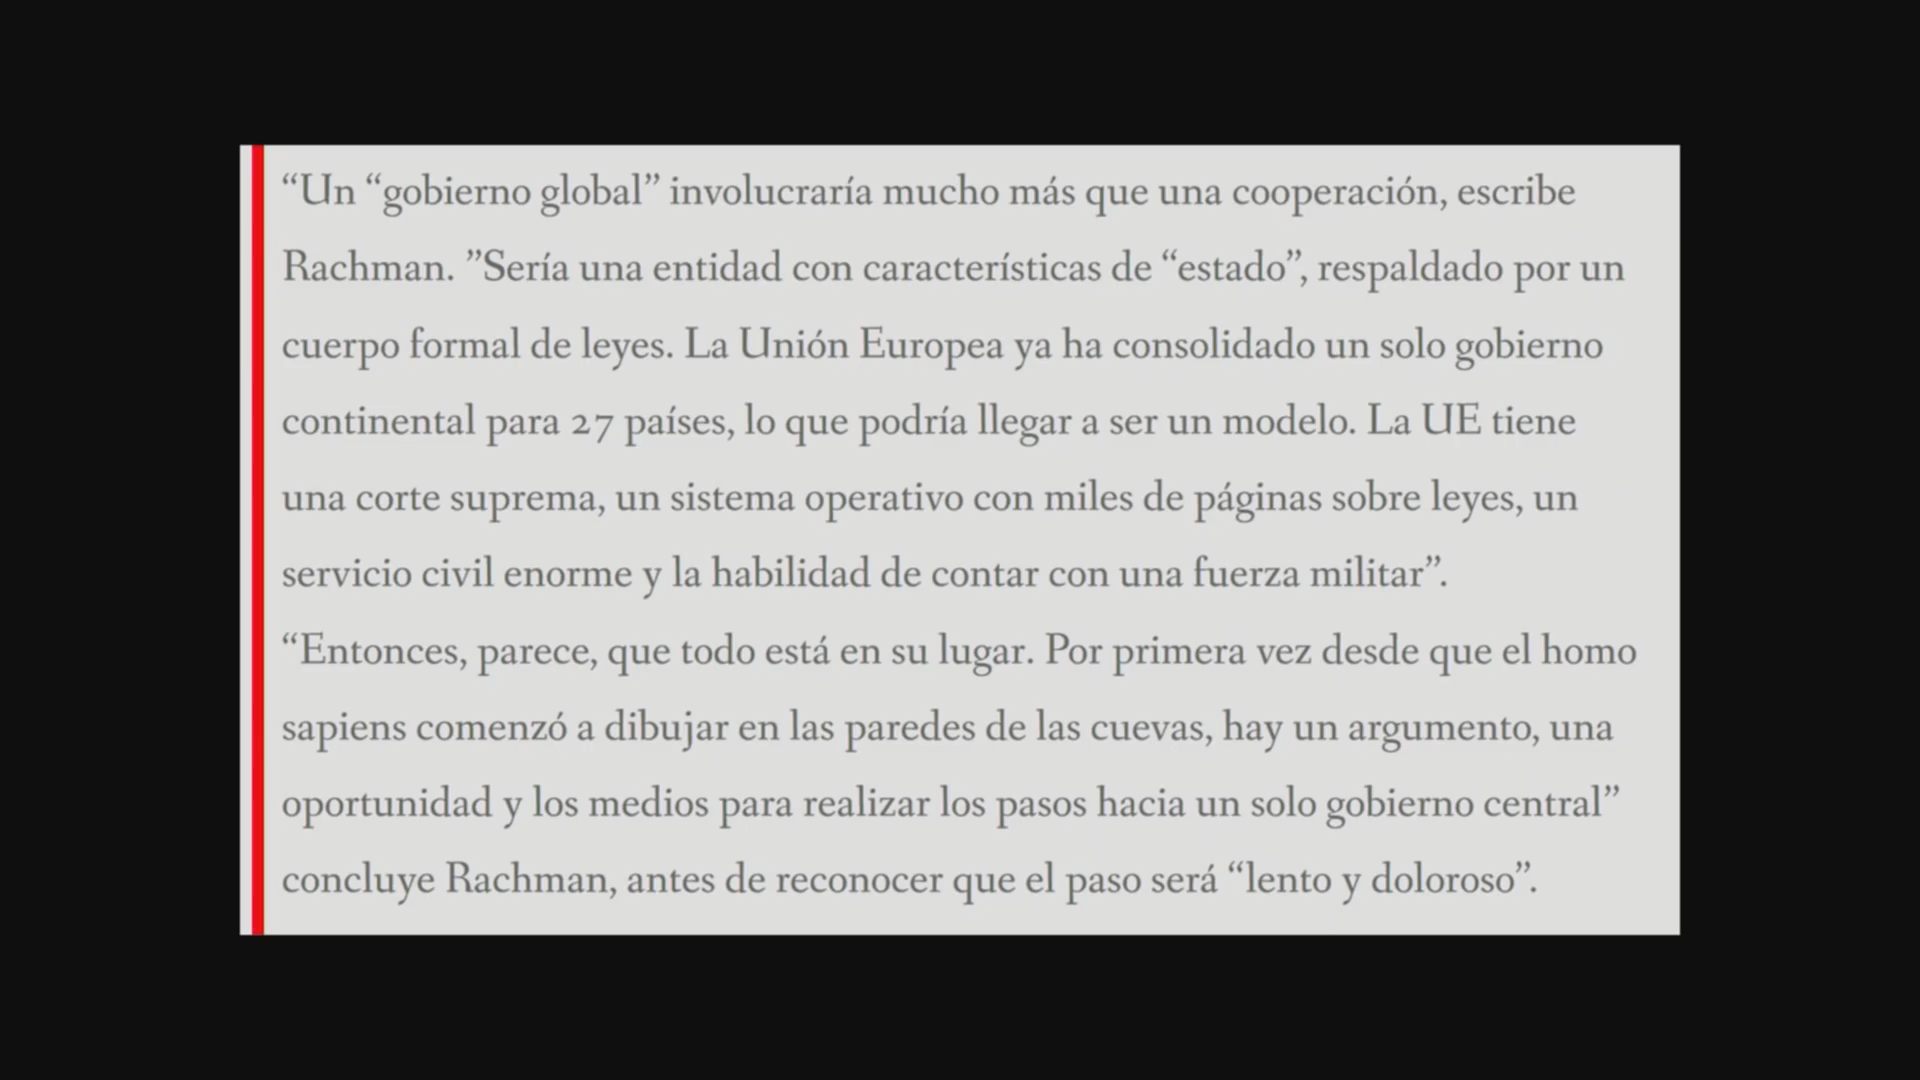 “Un “gobierno global” involucraría mucho más que una cooperación, escribe
Rachman. ”Sería una entidad con características de “estado”, respaldado por un
cuerpo formal de leyes. La Unión Europea ya ha consolidado un solo gobierno
continental para 27 países, lo que podría llegar a ser un modelo. La UE tiene
una corte suprema, un sistema operativo con miles de páginas sobre leyes, un
servicio civil enorme y la habilidad de contar con una fuerza militar”.
“Entonces, parece, que todo está en su lugar. Por primera vez desde que el homo
sapiens comenzó a dibujar en las paredes de las cuevas, hay un argumento, una
oportunidad y los medios para realizar los pasos hacia un solo gobierno central”
concluye Rachman, antes de reconocer que el paso será “lento y doloroso”.